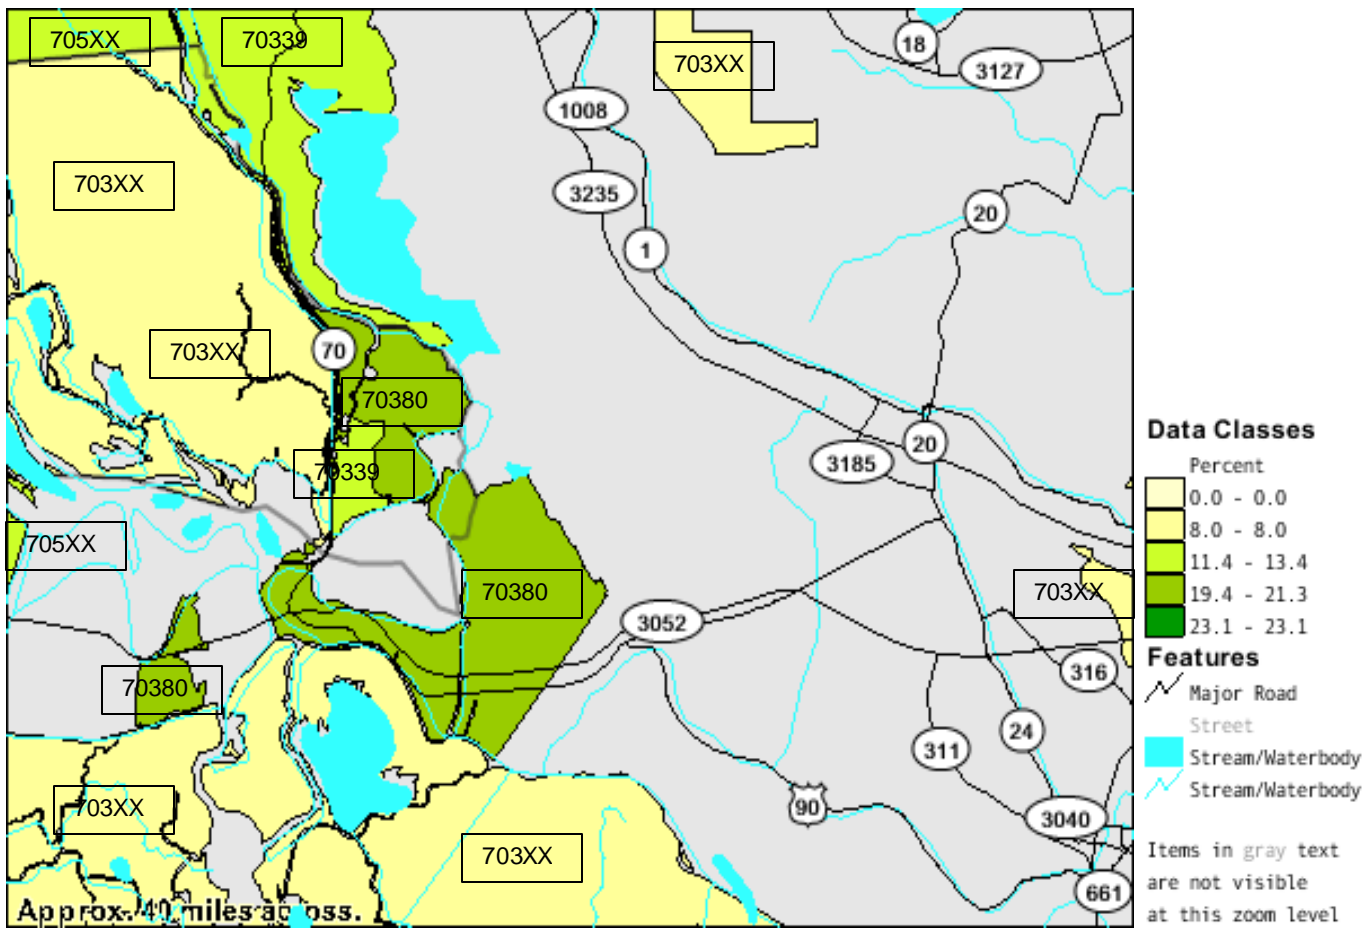 705XX
70339
703XX
18
3127
1008
703XX
3235
20
1
703XX
70
70380
20
3185
70339
705XX
70380
703XX
3052
316
70380
24
311
703XX
90
3040
703XX
661
Approx. 40 miles across.
Data Classes
Percent
0.0 - 0.0
8.0 - 8.0
11.4 - 13.4
19.4 - 21.3
23.1 - 23.1
Features
Major Road
Street
Stream/Waterbody
Stream/Waterbody
Items in gray text
are not visible
at this zoom level